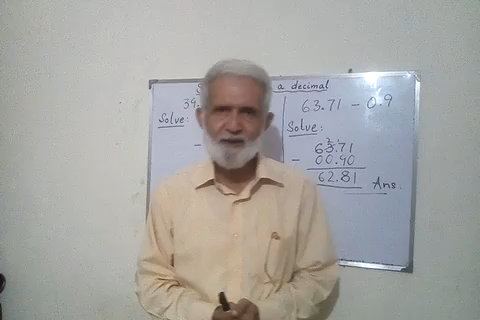 a decimal
39.
63.71 - 0.9
Solve:
Solve:
63.71
- 00.90
62.81 Ans.